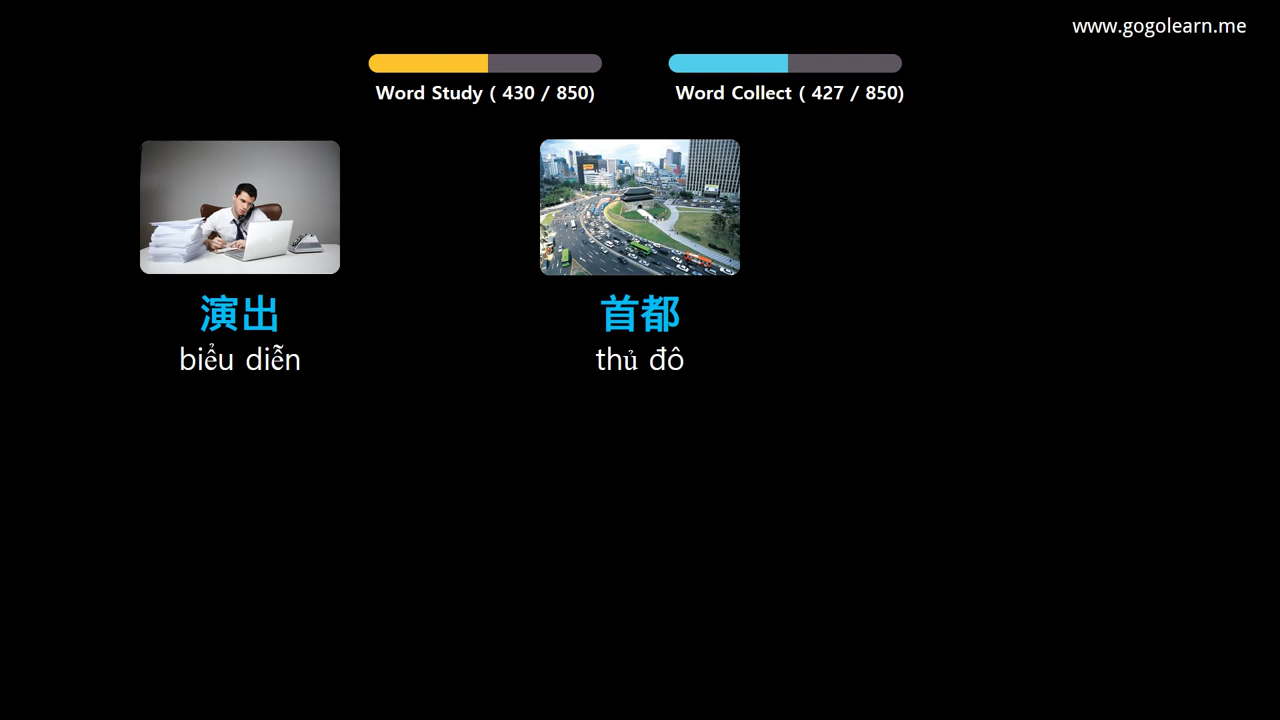 www.gogolearn.me
Word Study ( 430 / 850)
Word Collect ( 427 / 850)
演出
biểu diễn
首都
thủ đô